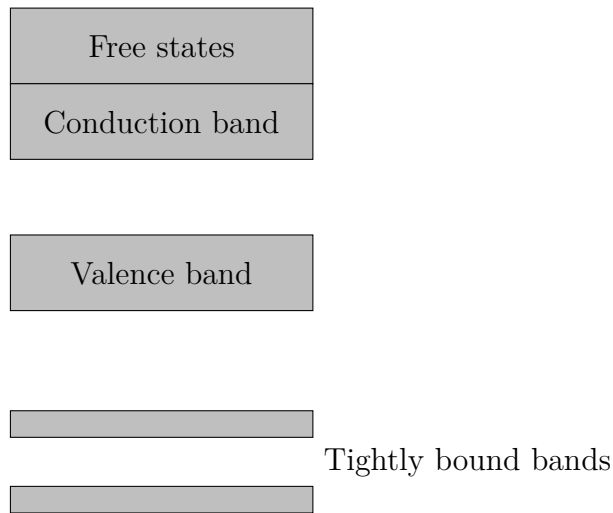 Free states
Conduction band
Valence band
Tightly bound bands